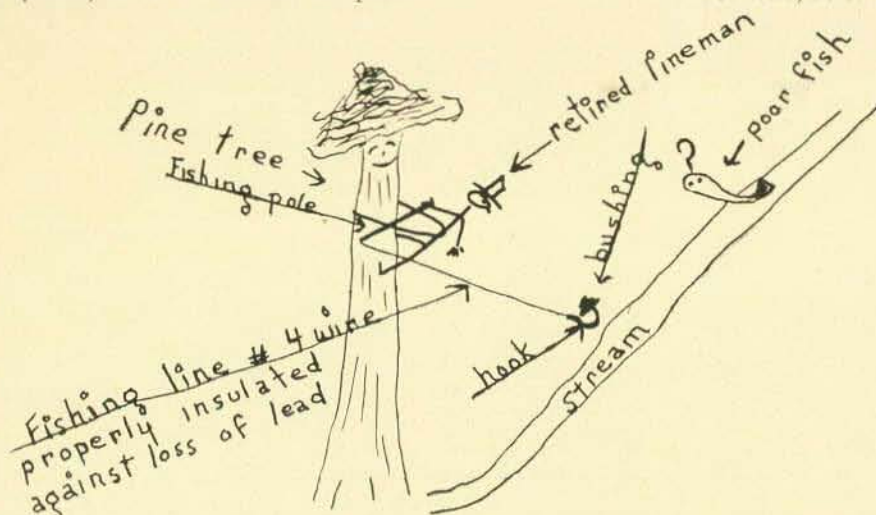 Pine tree
Fishing pole
retired lineman
bushing
?
poor fish
Fishing line # 4 wire
properly insulated
against loss of lead
hook
Stream